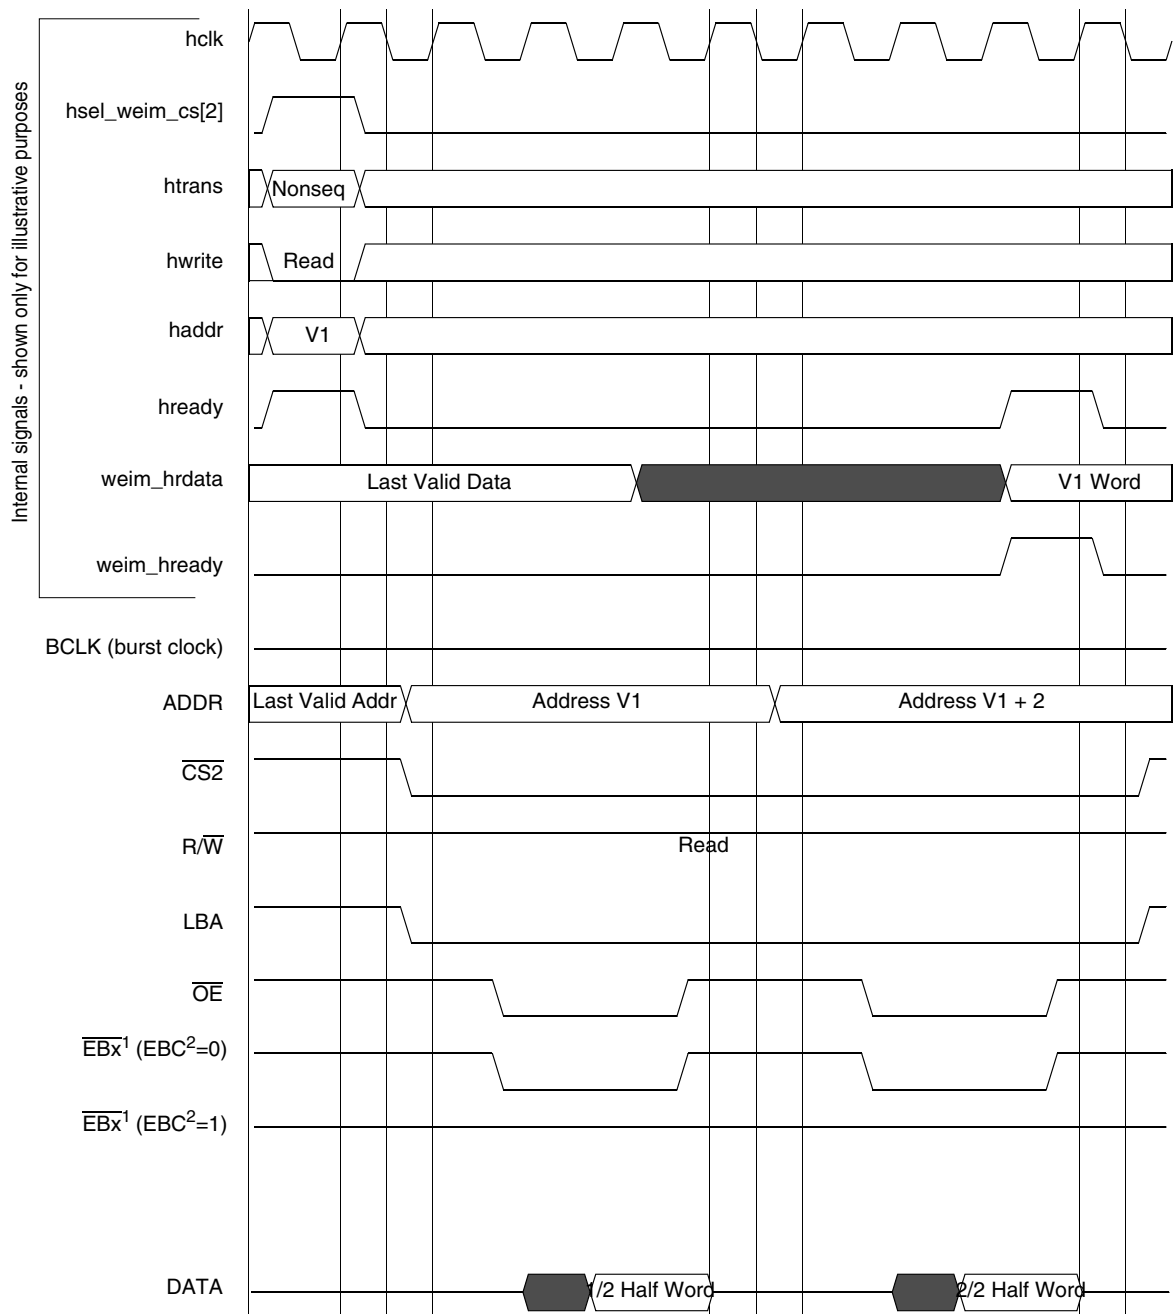 Internal signals - shown only for illustrative purposes
hclk
hsel_weim_cs[2]
htrans
Nonseq
hwrite
Read
haddr
V1
hready
weim_hrdata
Last Valid Data
V1 Word
weim_hready
BCLK (burst clock)
ADDR
Last Valid Addr
Address V1
Address V1 + 2
CS2
R/W
Read
LBA
OE
EBx1 (EBC2=0)
EBx1 (EBC2=1)
DATA
1/2 Half Word
2/2 Half Word